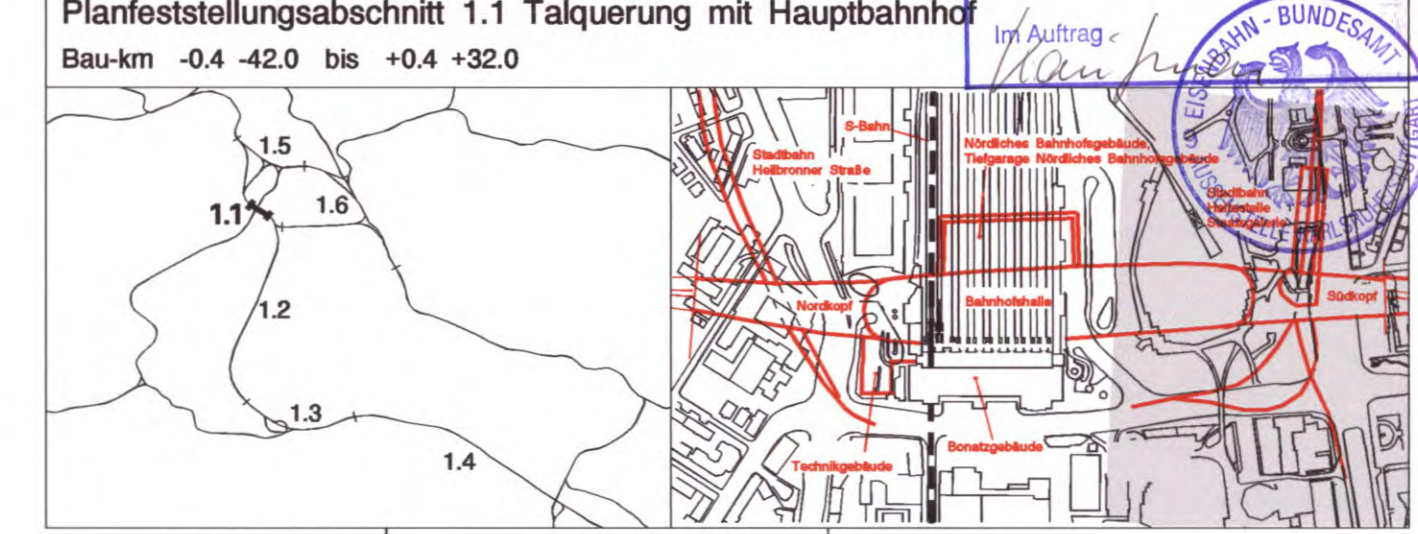 Planfeststellungsabschnitt 1.1 Talquerung mit Hauptbahnhof
Bau-km -0.4 -42.0 bis +0.4 +32.0
Im Auftrag
EISENBAHN - BUNDESAMT
1.5
1.1
1.6
1.2
1.3
1.4
S-Bahn
Stadtbahn
Heilbronner Straße
Nördliches Bahnhofsgebäude,
Tiefgarage Nördliches Bahnhofsgebäude
Stadtbahn
Haltestelle
Staatsgalerie
Nordkopf
Bahnhofshalle
Südkopf
Technikgebäude
Bonatzgebäude